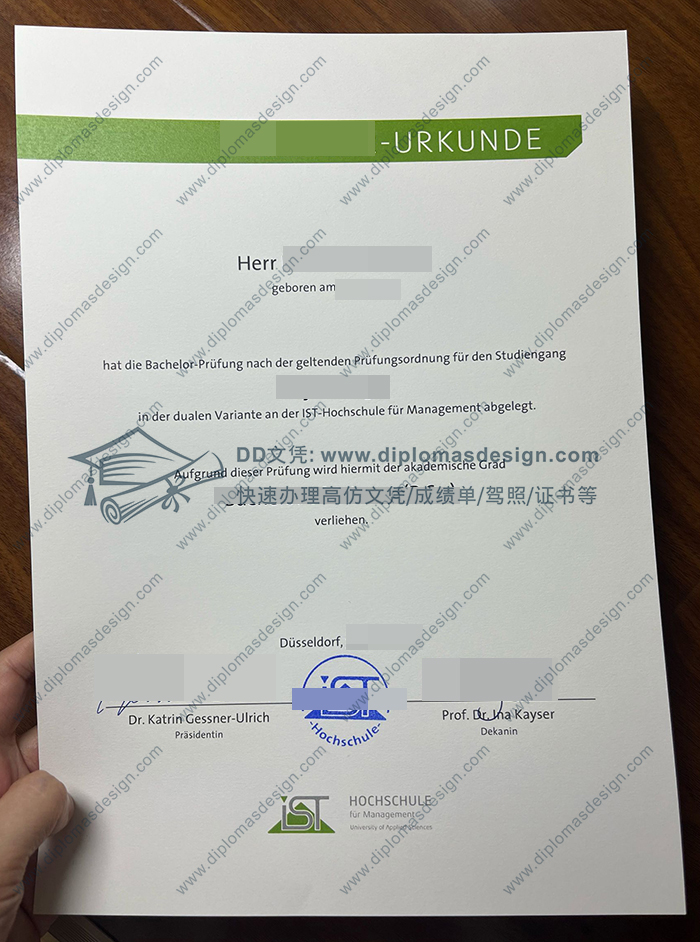 -URKUNDE
Herr
geboren am
hat die Bachelor-Prüfung nach der geltenden Prüfungsordnung für den Studiengang
in der dualen Variante an der IST-Hochschule für Management abgelegt.
DD文凭: www.diplomasdesign.com
Aufgrund dieser Prüfung wird hiermit der akademische Grad
快速办理高仿文凭/成绩单/驾照/证书等
verliehen.
Düsseldorf,
iST
-Hochschule-
Dr. Katrin Gessner-Ulrich
Präsidentin
Prof. Dr. Ina Kayser
Dekanin
iST
HOCHSCHULE
für Management
University of Applied Sciences
www.diplomasdesign.com